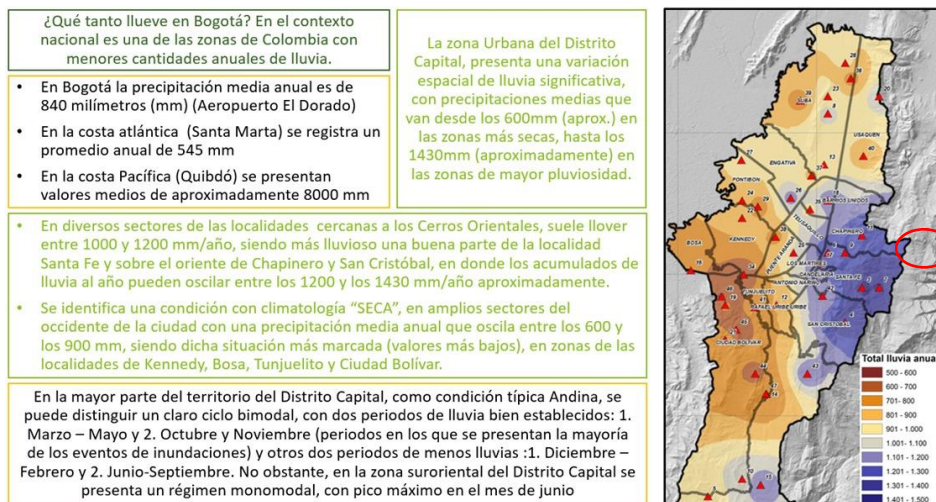 ¿Qué tanto llueve en Bogotá? En el contexto
nacional es una de las zonas de Colombia con
menores cantidades anuales de lluvia.
• En Bogotá la precipitación media anual es de
840 milímetros (mm) (Aeropuerto El Dorado)
• En la costa atlántica (Santa Marta) se registra un
promedio anual de 545 mm
• En la costa Pacífica (Quibdó) se presentan
valores medios de aproximadamente 8000 mm
La zona Urbana del Distrito
Capital, presenta una variación
espacial de lluvia significativa,
con precipitaciones medias que
van desde los 600mm (aprox.) en
las zonas más secas, hasta los
1430mm (aproximadamente) en
las zonas de mayor pluviosidad.
• En diversos sectores de las localidades cercanas a los Cerros Orientales, suele llover
entre 1000 y 1200 mm/año, siendo más lluvioso una buena parte de la localidad
Santa Fe y sobre el oriente de Chapinero y San Cristóbal, en donde los acumulados de
lluvia al año pueden oscilar entre los 1200 y los 1430 mm/año aproximadamente.
• Se identifica una condición con climatología “SECA”, en amplios sectores del
occidente de la ciudad con una precipitación media anual que oscila entre los 600 y
los 900 mm, siendo dicha situación más marcada (valores más bajos), en zonas de las
localidades de Kennedy, Bosa, Tunjuelito y Ciudad Bolívar.
En la mayor parte del territorio del Distrito Capital, como condición típica Andina, se
puede distinguir un claro ciclo bimodal, con dos periodos de lluvia bien establecidos: 1.
Marzo – Mayo y 2. Octubre y Noviembre (periodos en los que se presentan la mayoría
de los eventos de inundaciones) y otros dos periodos de menos lluvias :1. Diciembre –
Febrero y 2. Junio-Septiembre. No obstante, en la zona suroriental del Distrito Capital se
presenta un régimen monomodal, con pico máximo en el mes de junio
SUBA
USAQUEN
ENGATIVA
FONTIBON
BARRIOS UNIDOS
TEUSAQUILLO
CHAPINERO
BOSA
KENNEDY
PUENTE ARANDA
LOS MARTIRES
CANDELARIA
SANTA FE
ANTONIO NARIÑO
TUNJUELITO
RAFAEL URIBE URIBE
SAN CRISTOBAL
CIUDAD BOLIVAR
Total lluvia anual
500 - 600
600 - 700
701- 800
801 - 900
901 - 1.000
1.001- 1.100
1.101 - 1.200
1.201 - 1.300
1.301 - 1.400
1.401 - 1.500